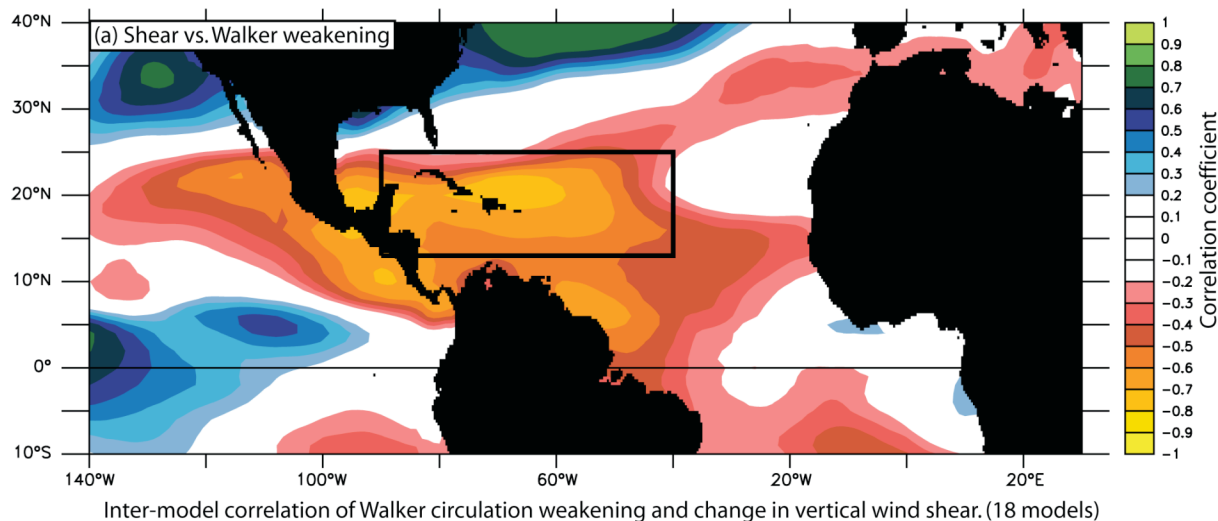 (a) Shear vs. Walker weakening
40°N
30°N
20°N
10°N
0°
10°S
140°W
100°W
60°W
20°W
20°E
1
0.9
0.8
0.7
0.6
0.5
0.4
0.3
0.2
0.1
0
-0.1
-0.2
-0.3
-0.4
-0.5
-0.6
-0.7
-0.8
-0.9
-1
Correlation coefficient
Inter-model correlation of Walker circulation weakening and change in vertical wind shear. (18 models)